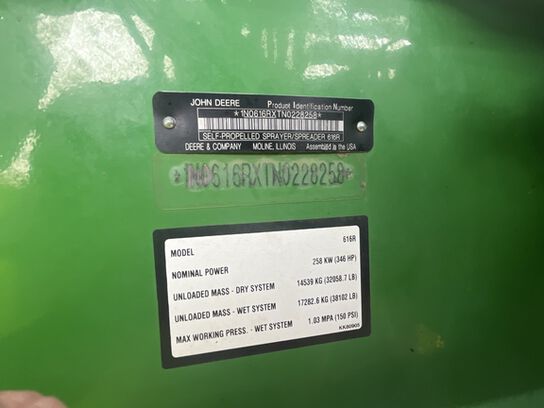 JOHN DEERE Product Identification Number
*1N0616RXTN0228258*
SELF-PROPELLED SPRAYER/SPREADER 616R
DEERE & COMPANY MOLINE, ILLINOIS Assembled in the USA
*1N0616RXTN0228258*
MODEL 616R
NOMINAL POWER 258 KW (346 HP)
UNLOADED MASS - DRY SYSTEM 14539 KG (32058.7 LB)
UNLOADED MASS - WET SYSTEM 17282.6 KG (38102 LB)
MAX WORKING PRESS. - WET SYSTEM 1.03 MPA (150 PSI)
KK80905